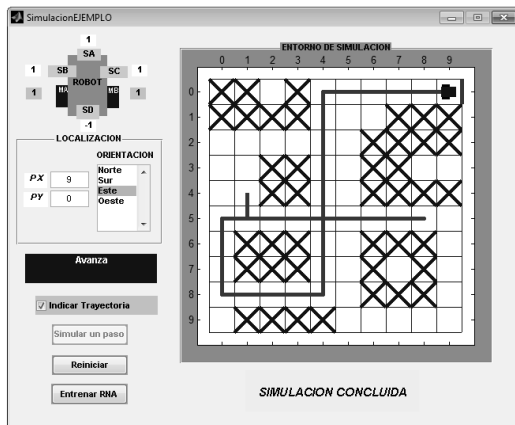 SimulacionEJEMPLO
1
SA
1 SB SC 1
ROBOT
1 MA MB 1
SD
-1
LOCALIZACION
ORIENTACION
PX 9
PY 0
Norte
Sur
Este
Oeste
Avanza
Indicar Trayectoria
Simular un paso
Reiniciar
Entrenar RNA
ENTORNO DE SIMULACION
0 1 2 3 4 5 6 7 8 9
0
1
2
3
4
5
6
7
8
9
SIMULACION CONCLUIDA